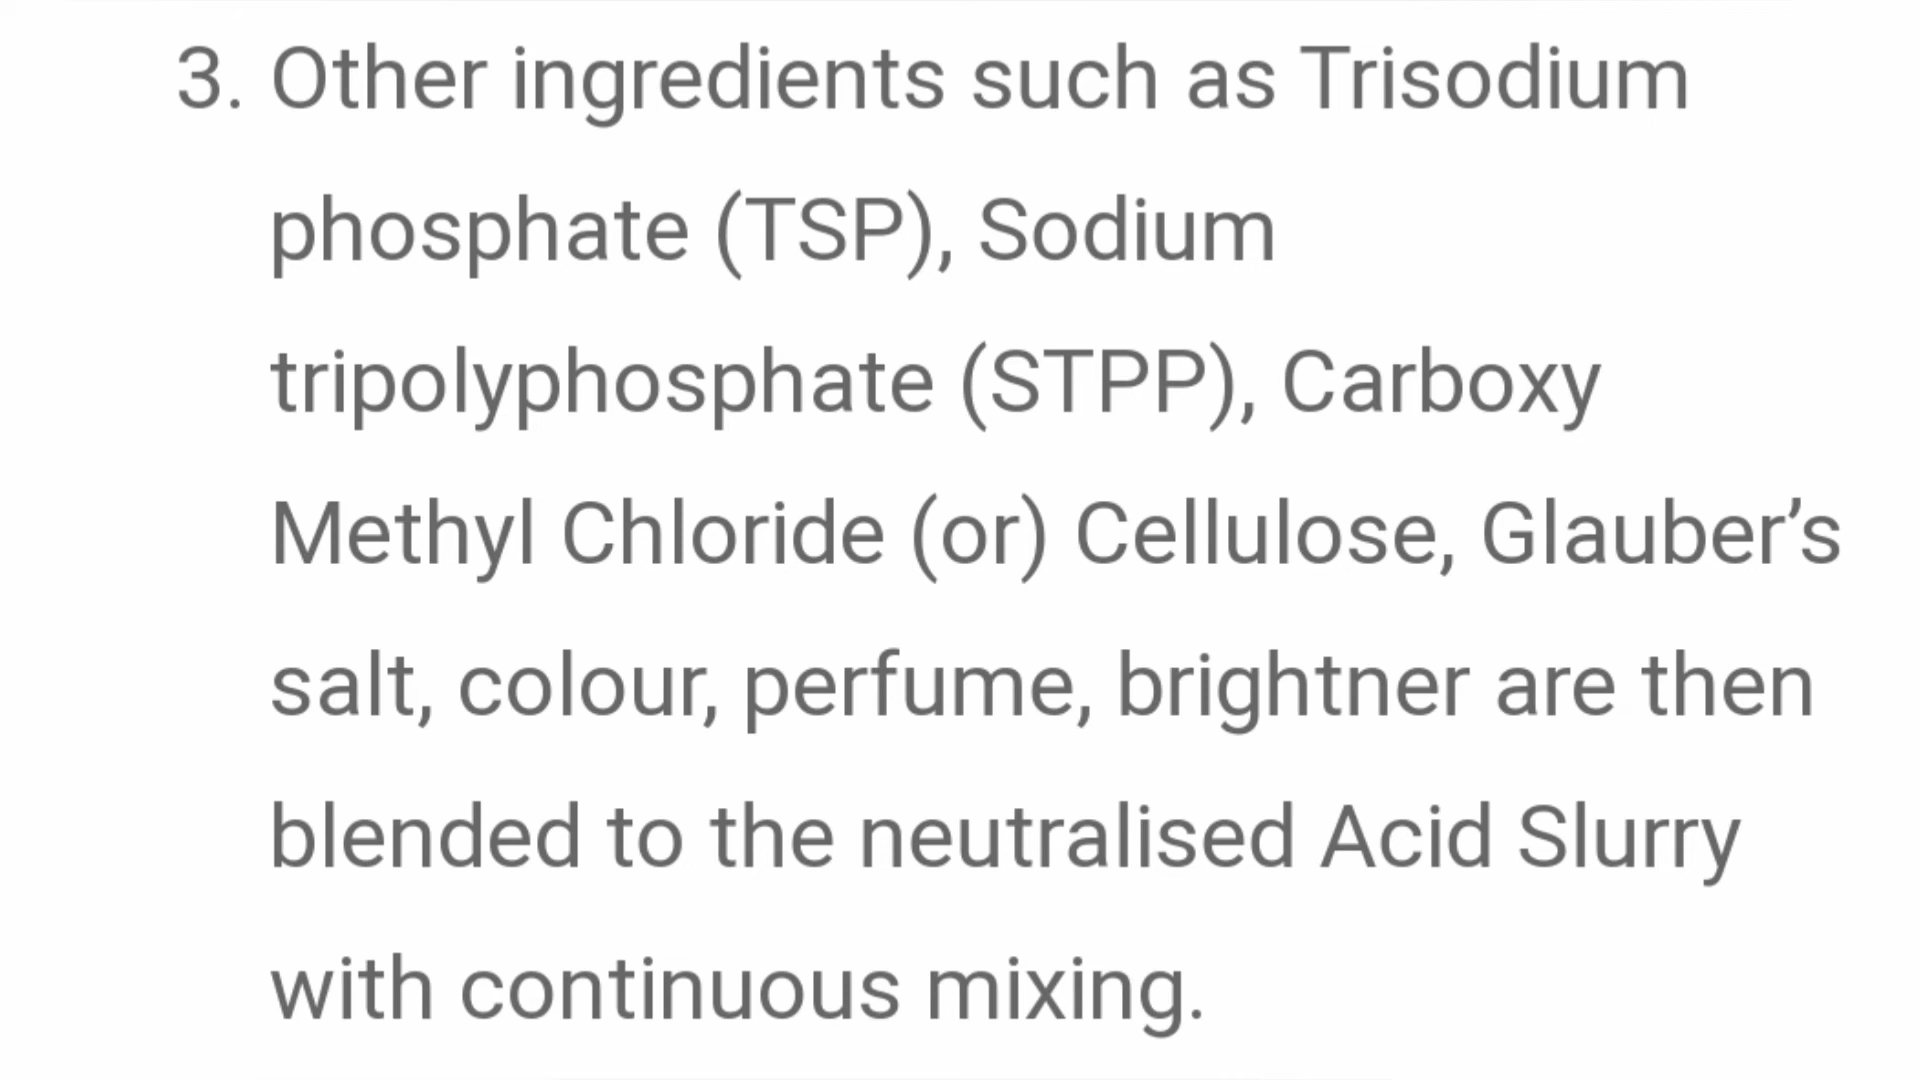 3. Other ingredients such as Trisodium
phosphate (TSP), Sodium
tripolyphosphate (STPP), Carboxy
Methyl Chloride (or) Cellulose, Glauber’s
salt, colour, perfume, brightner are then
blended to the neutralised Acid Slurry
with continuous mixing.